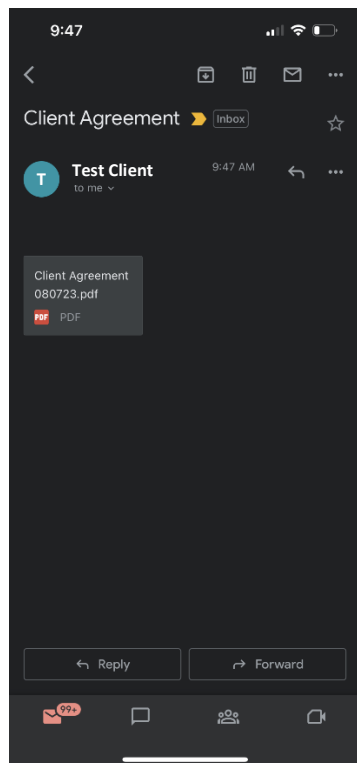 9:47
Client Agreement Inbox
T Test Client 9:47 AM
to me
Client Agreement
080723.pdf
PDF PDF
Reply Forward
99+